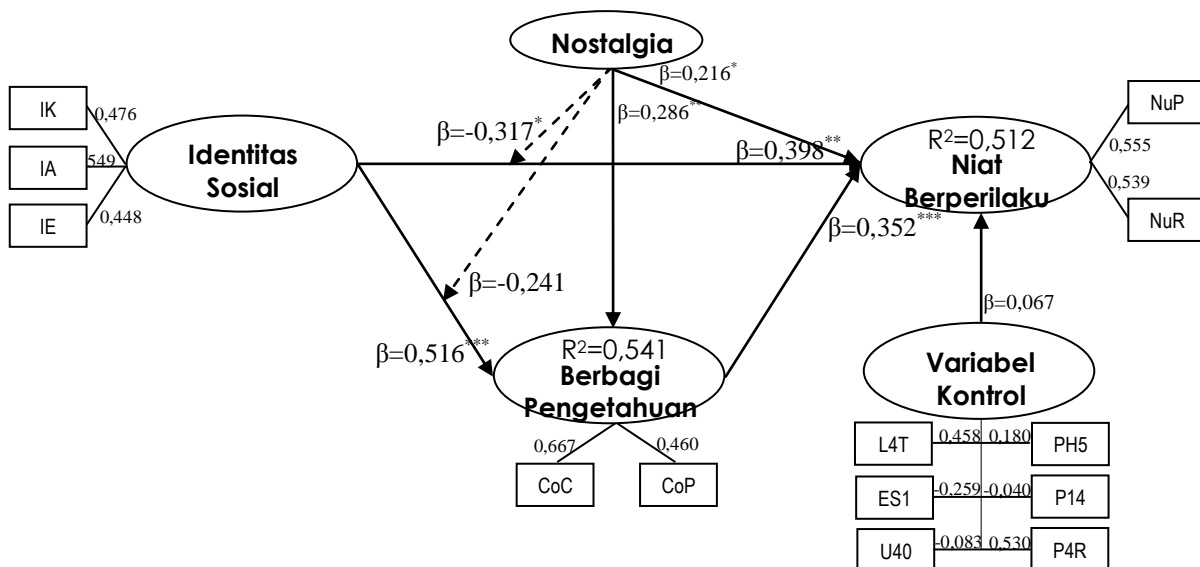 Nostalgia
β=0,216*
β=0,286**
IK
0,476
IA
549
IE
0,448
Identitas
Sosial
β=-0,317*
β=0,398**
R²=0,512
Niat
Berperilaku
NuP
0,555
0,539
NuR
β=0,352***
β=-0,241
β=0,516***
R²=0,541
Berbagi
Pengetahuan
0,667
0,460
CoC
CoP
β=0,067
Variabel
Kontrol
L4T
0,458
0,180
PH5
ES1
-0,259
-0,040
P14
U40
-0,083
0,530
P4R